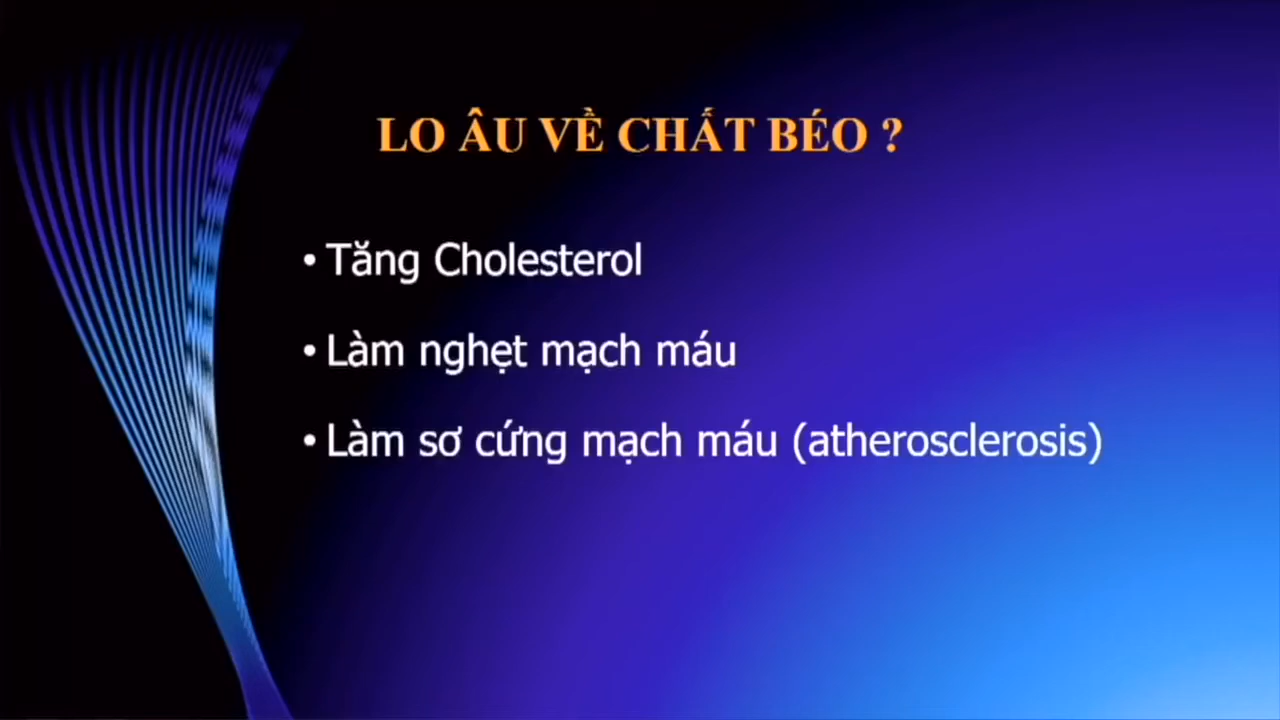 LO ÂU VỀ CHẤT BÉO ?
• Tăng Cholesterol
• Làm nghẹt mạch máu
• Làm sơ cứng mạch máu (atherosclerosis)